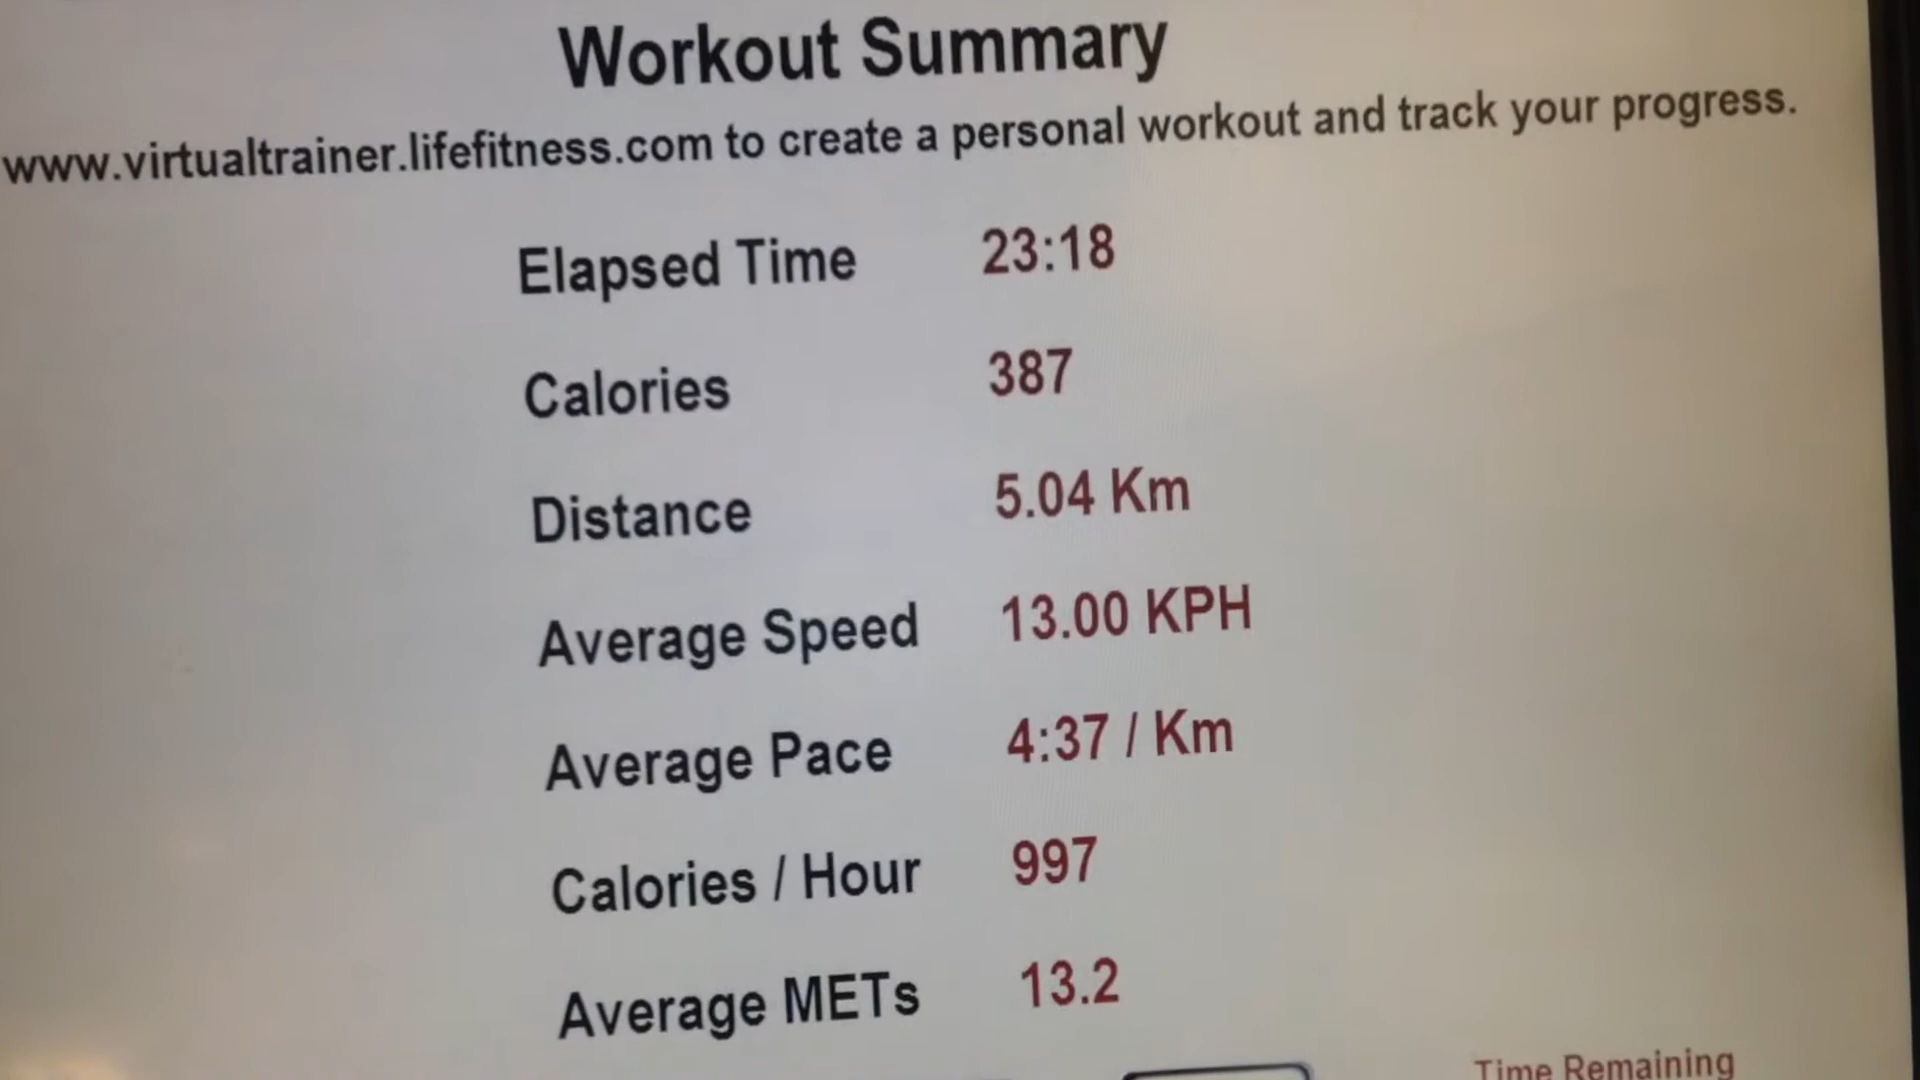 Workout Summary
www.virtualtrainer.lifefitness.com to create a personal workout and track your progress.
Elapsed Time 23:18
Calories 387
Distance 5.04 Km
Average Speed 13.00 KPH
Average Pace 4:37 / Km
Calories / Hour 997
Average METs 13.2
Time Remaining